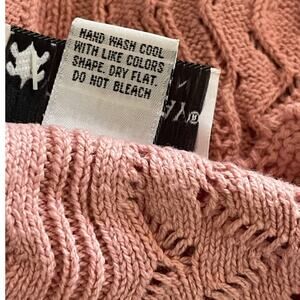 HAND WASH COOL
WITH LIKE COLORS
SHAPE. DRY FLAT.
DO NOT BLEACH